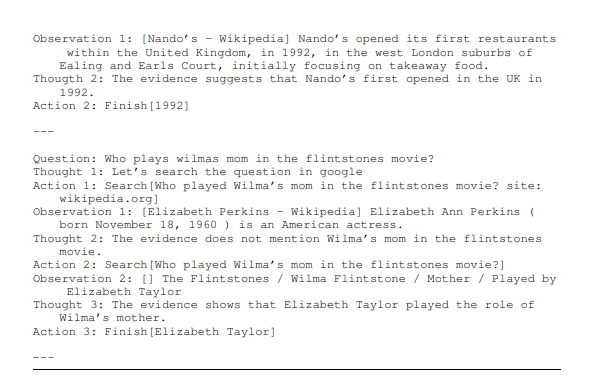 Observation 1: [Nando's - Wikipedia] Nando's opened its first restaurants
within the United Kingdom, in 1992, in the west London suburbs of
Ealing and Earls Court, initially focusing on takeaway food.
Thougth 2: The evidence suggests that Nando's first opened in the UK in
1992.
Action 2: Finish[1992]
---
Question: Who plays wilmas mom in the flintstones movie?
Thought 1: Let's search the question in google
Action 1: Search[Who played Wilma's mom in the flintstones movie? site:
wikipedia.org]
Observation 1: [Elizabeth Perkins - Wikipedia] Elizabeth Ann Perkins (
born November 18, 1960 ) is an American actress.
Thought 2: The evidence does not mention Wilma's mom in the flintstones
movie.
Action 2: Search[Who played Wilma's mom in the flintstones movie?]
Observation 2: [] The Flintstones / Wilma Flintstone / Mother / Played by
Elizabeth Taylor
Thought 3: The evidence shows that Elizabeth Taylor played the role of
Wilma's mother.
Action 3: Finish[Elizabeth Taylor]
---